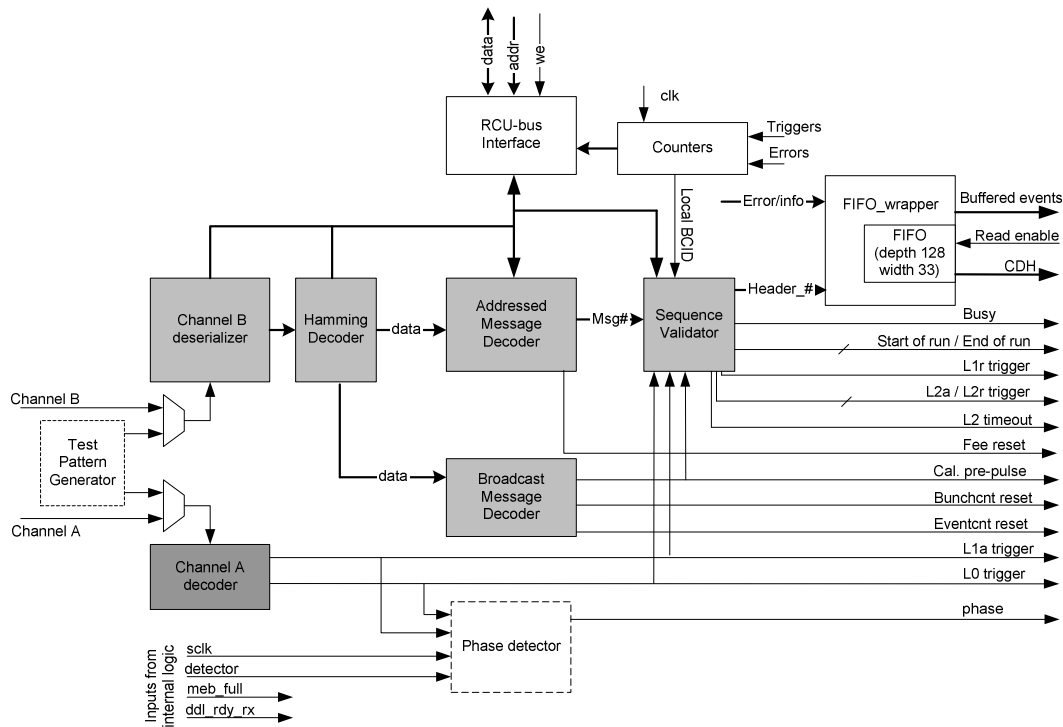 data
addr
we
RCU-bus
Interface
clk
Counters
Triggers
Errors
Local BCID
Error/info
FIFO_wrapper
FIFO
(depth 128
width 33)
Buffered events
Read enable
CDH
Channel B
deserializer
Hamming
Decoder
data
Addressed
Message
Decoder
Msg#
Sequence
Validator
Header_#
Busy
Start of run / End of run
L1r trigger
L2a / L2r trigger
L2 timeout
Fee reset
Cal. pre-pulse
Bunchcnt reset
Eventcnt reset
L1a trigger
L0 trigger
phase
Channel B
Test
Pattern
Generator
Channel A
data
Broadcast
Message
Decoder
Channel A
decoder
Phase detector
Inputs from
internal logic
sclk
detector
meb_full
ddl_rdy_rx